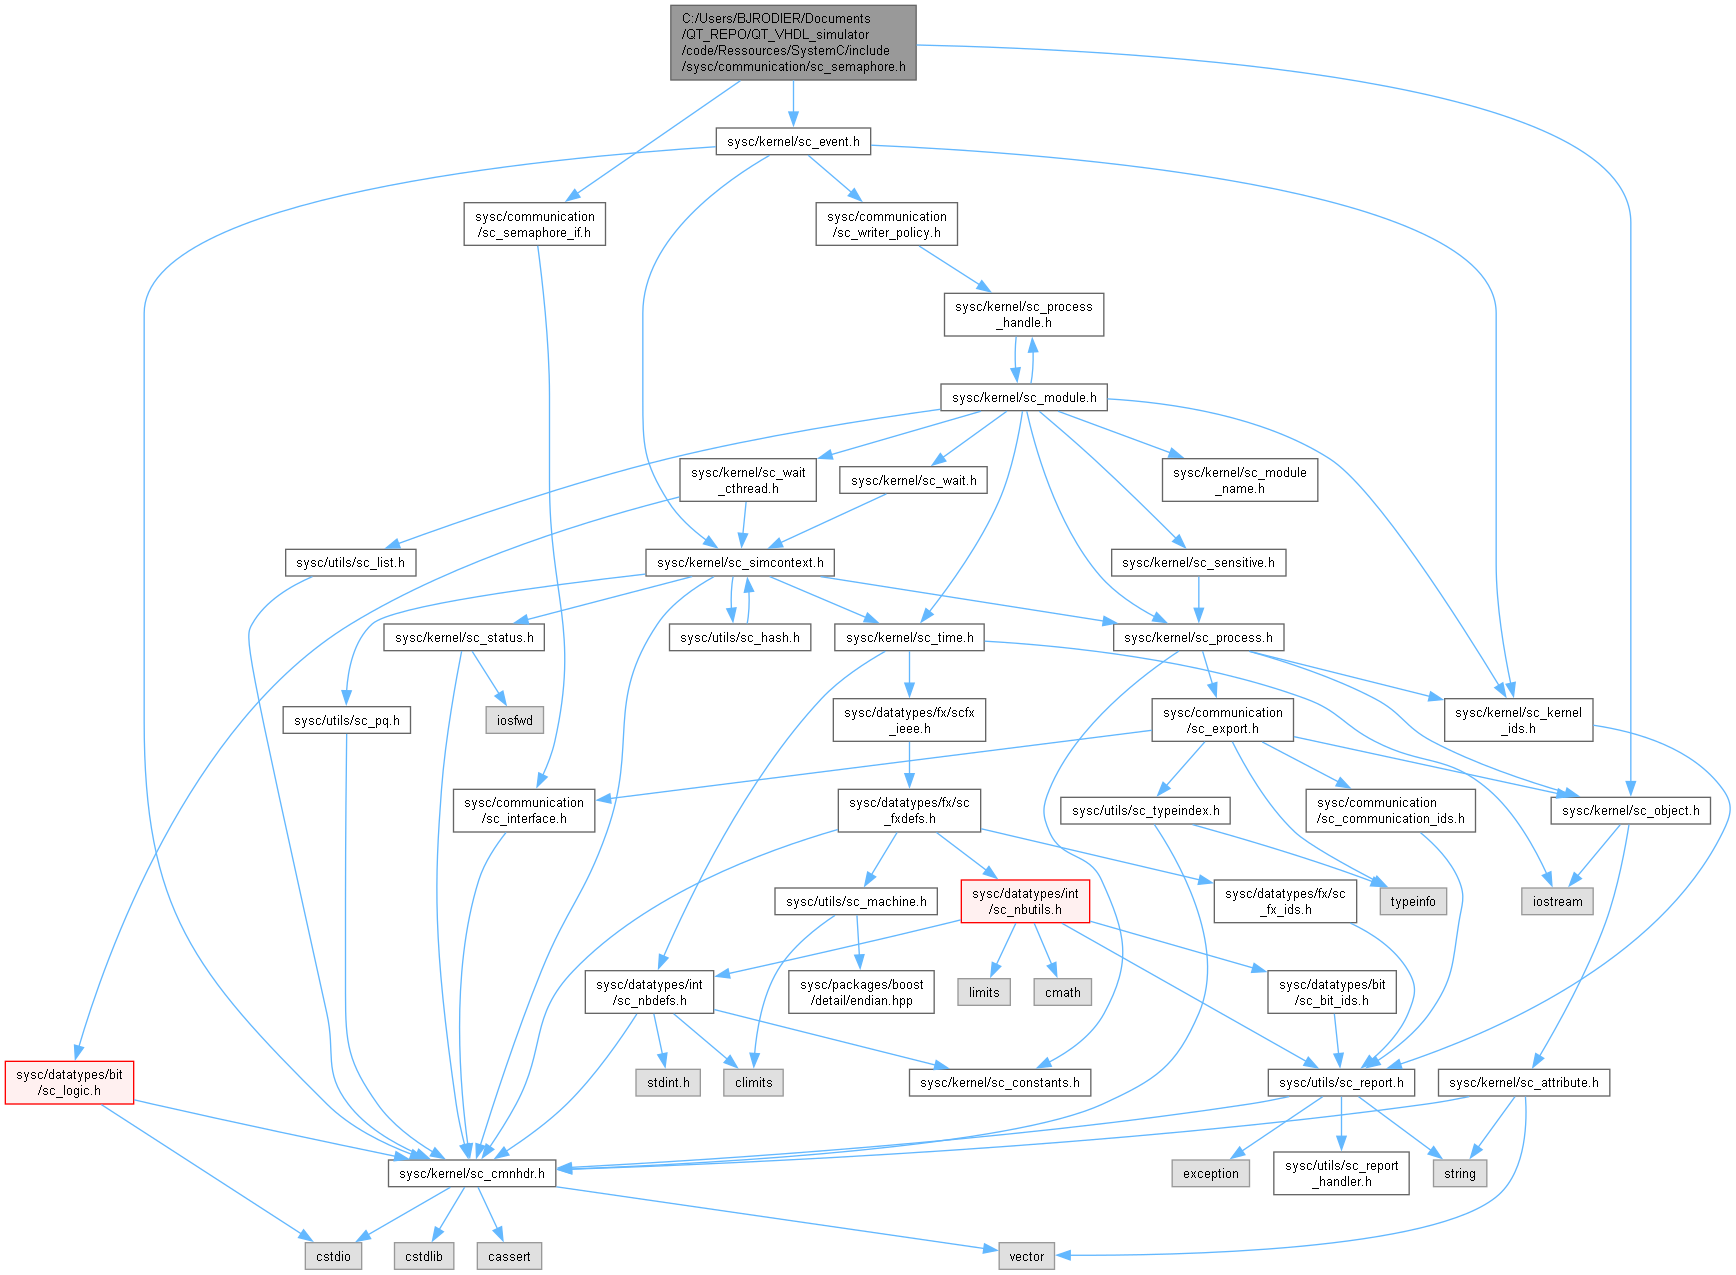 C:/Users/BJRODIER/Documents
/QT_REPO/QT_VHDL_simulator
/code/Ressources/SystemC/include
/sysc/communication/sc_semaphore.h
sysc/kernel/sc_event.h
sysc/communication
/sc_semaphore_if.h
sysc/communication
/sc_writer_policy.h
sysc/kernel/sc_process
_handle.h
sysc/kernel/sc_module.h
sysc/kernel/sc_wait
_cthread.h
sysc/kernel/sc_wait.h
sysc/kernel/sc_module
_name.h
sysc/utils/sc_list.h
sysc/kernel/sc_simcontext.h
sysc/kernel/sc_sensitive.h
sysc/kernel/sc_status.h
sysc/utils/sc_hash.h
sysc/kernel/sc_time.h
sysc/kernel/sc_process.h
sysc/utils/sc_pq.h
iosfwd
sysc/datatypes/fx/scfx
_ieee.h
sysc/communication
/sc_export.h
sysc/kernel/sc_kernel
_ids.h
sysc/communication
/sc_interface.h
sysc/datatypes/fx/sc
_fxdefs.h
sysc/utils/sc_typeindex.h
sysc/communication
/sc_communication_ids.h
sysc/kernel/sc_object.h
sysc/utils/sc_machine.h
sysc/datatypes/int
/sc_nbutils.h
sysc/datatypes/fx/sc
_fx_ids.h
typeinfo
iostream
sysc/datatypes/int
/sc_nbdefs.h
sysc/packages/boost
/detail/endian.hpp
limits
cmath
sysc/datatypes/bit
/sc_bit_ids.h
sysc/datatypes/bit
/sc_logic.h
stdint.h
climits
sysc/kernel/sc_constants.h
sysc/utils/sc_report.h
sysc/kernel/sc_attribute.h
sysc/kernel/sc_cmnhdr.h
exception
sysc/utils/sc_report
_handler.h
string
cstdio
cstdlib
cassert
vector